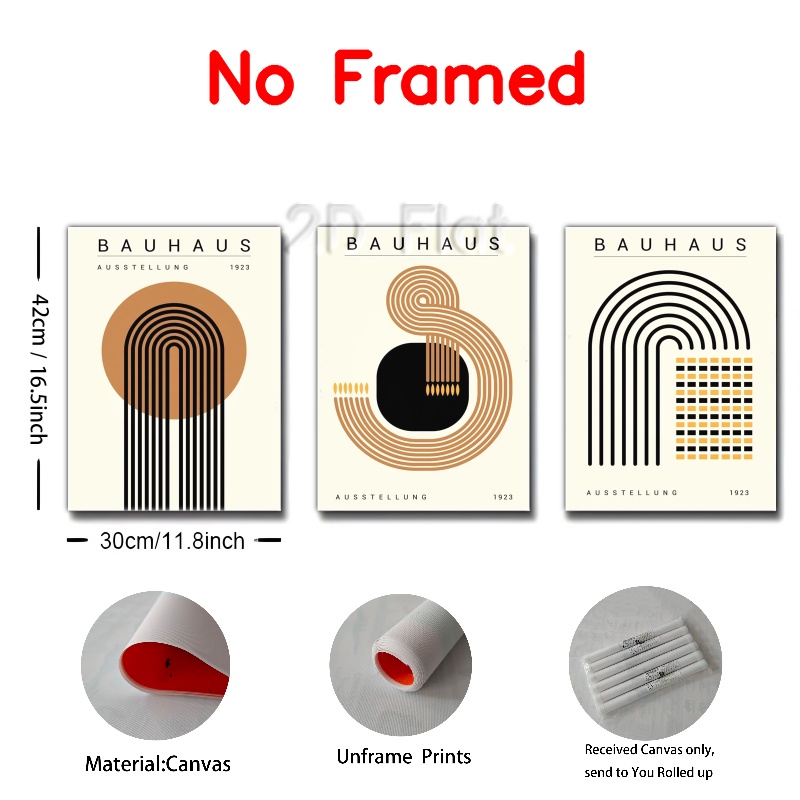 No Framed
2D Flat
BAUHAUS
AUSSTELLUNG 1923
BAUHAUS
AUSSTELLUNG 1923
BAUHAUS
AUSSTELLUNG 1923
42cm / 16.5inch
30cm/11.8inch
Material:Canvas
Unframe Prints
Received Canvas only,
send to You Rolled up